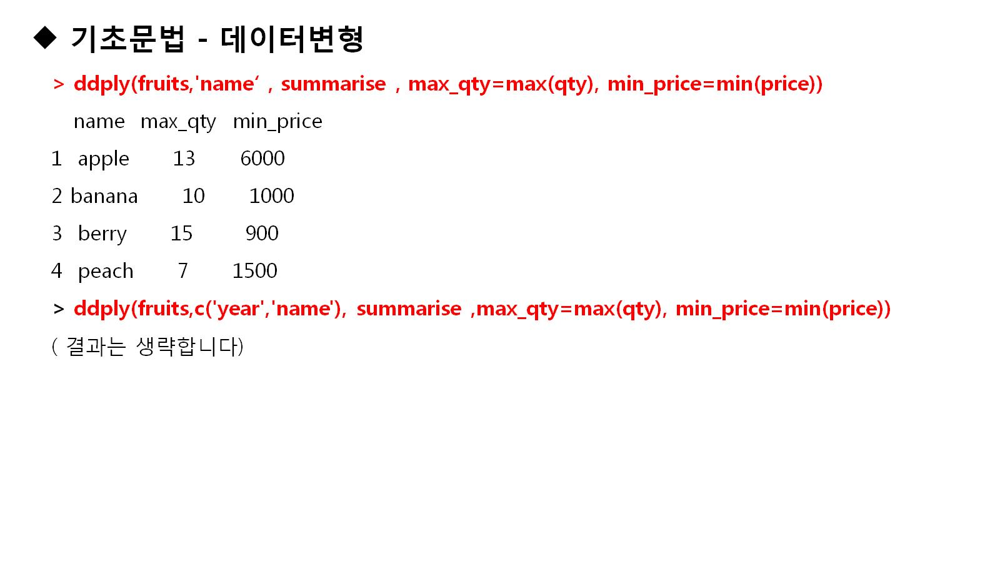 ◆ 기초문법 - 데이터변형
> ddply(fruits,'name‘ , summarise , max_qty=max(qty), min_price=min(price))
name max_qty min_price
1 apple 13 6000
2 banana 10 1000
3 berry 15 900
4 peach 7 1500
> ddply(fruits,c('year','name'), summarise ,max_qty=max(qty), min_price=min(price))
( 결과는 생략합니다)